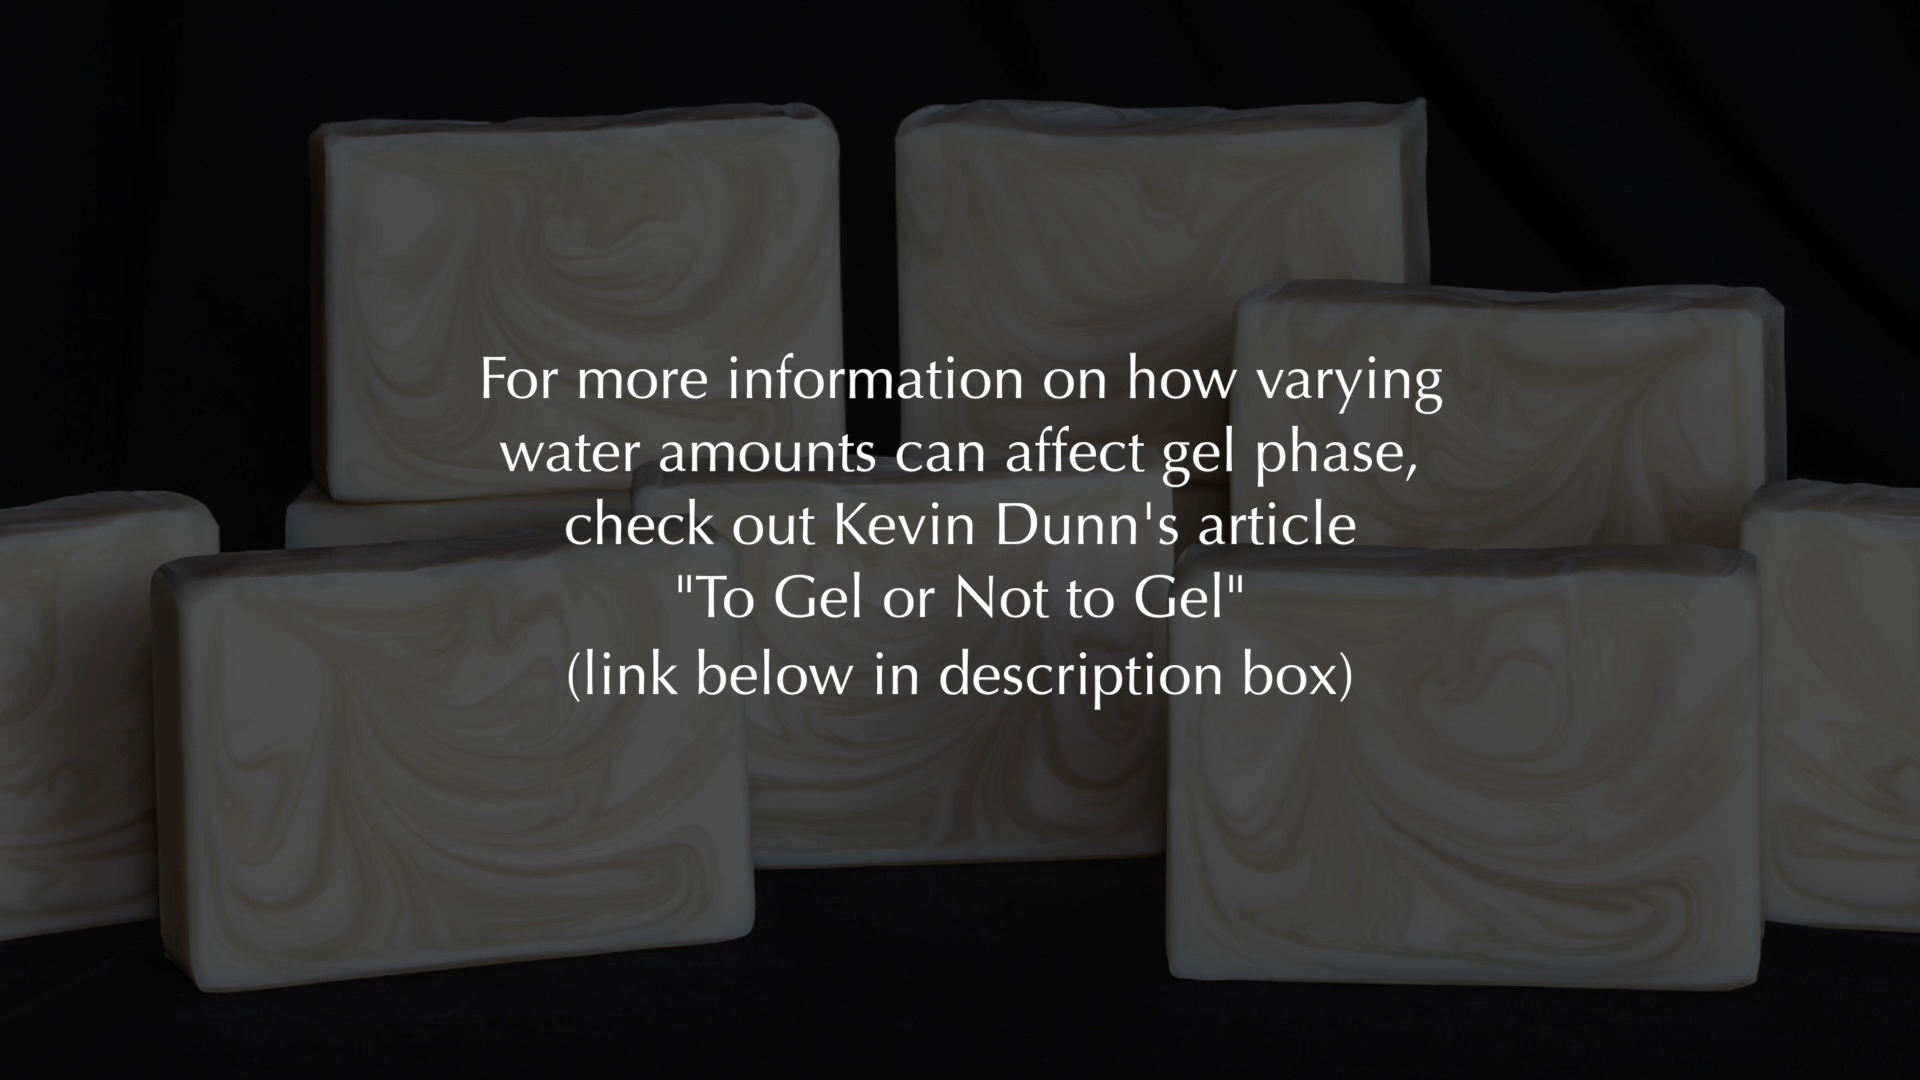 For more information on how varying
water amounts can affect gel phase,
check out Kevin Dunn's article
"To Gel or Not to Gel"
(link below in description box)